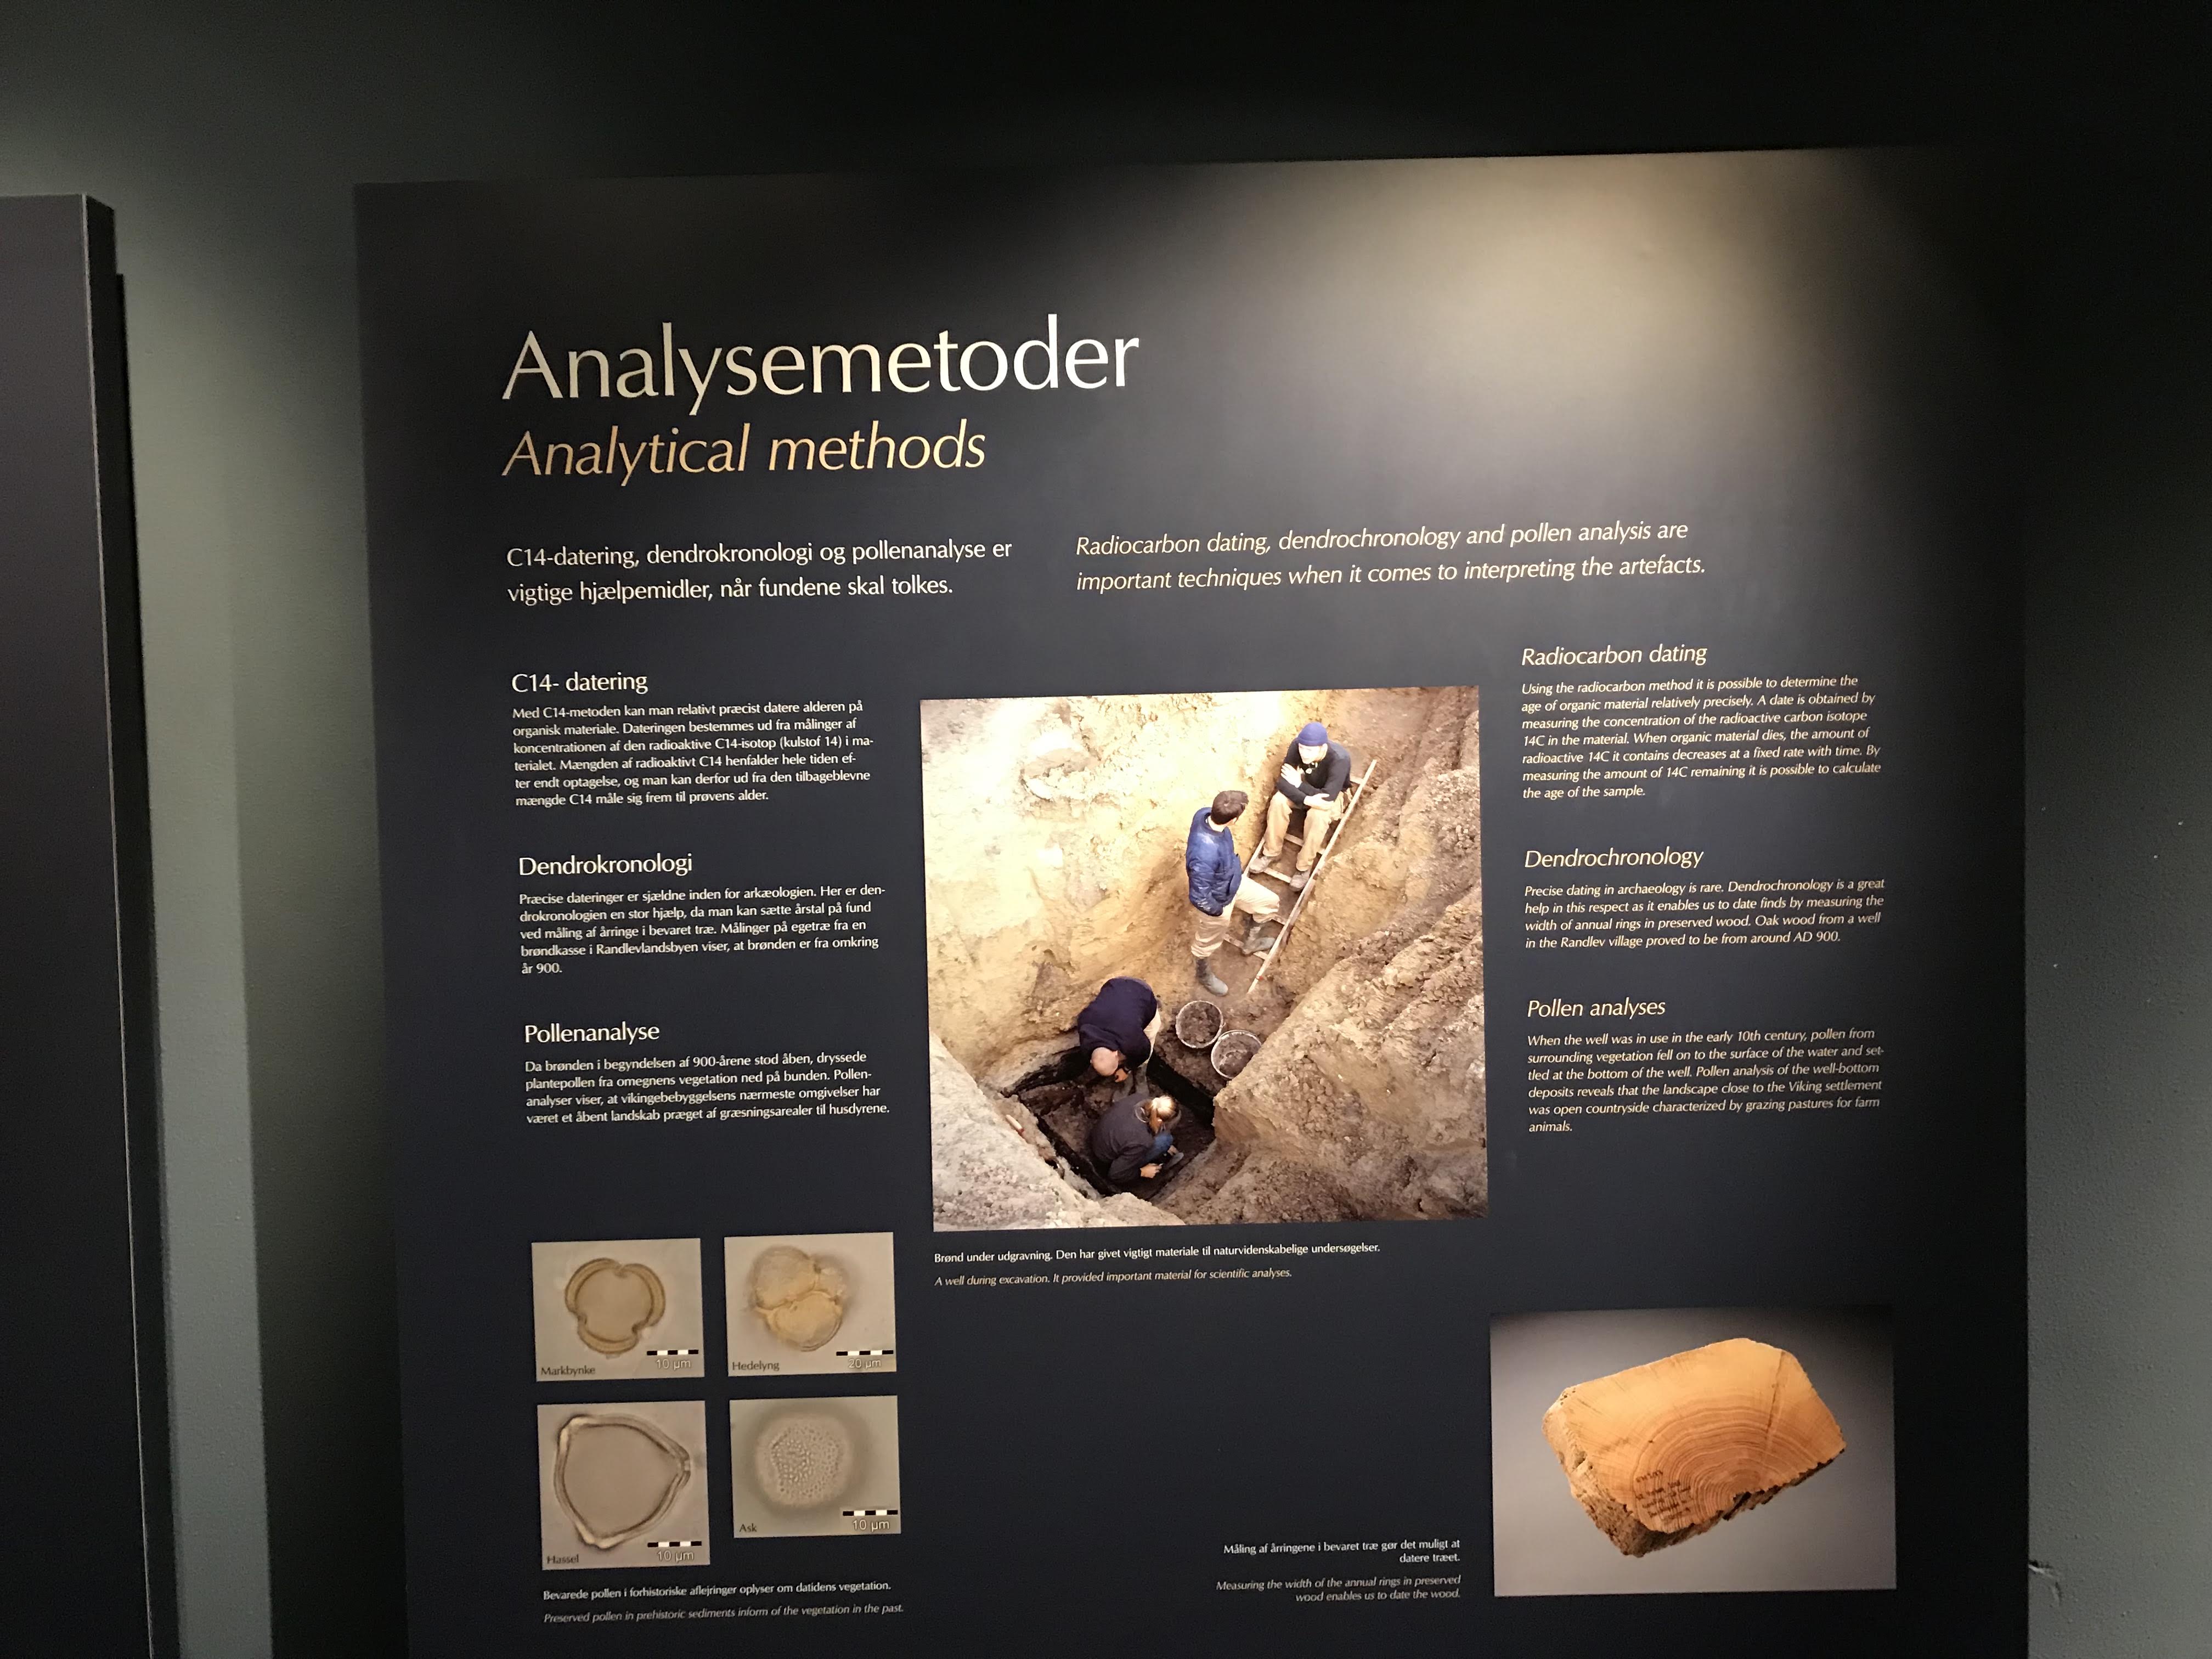 Analysemetoder
Analytical methods
C14-datering, dendrokronologi og pollenanalyse er
vigtige hjælpemidler, når fundene skal tolkes.
Radiocarbon dating, dendrochronology and pollen analysis are
important techniques when it comes to interpreting the artefacts.
C14- datering
Med C14-metoden kan man relativt præcist datere alderen på
organisk materiale. Dateringen bestemmes ud fra målinger af
koncentrationen af den radioaktive C14-isotop (kulstof 14) i ma-
terialet. Mængden af radioaktivt C14 henfalder hele tiden ef-
ter endt optagelse, og man kan derfor ud fra den tilbageblevne
mængde C14 måle sig frem til prøvens alder.
Dendrokronologi
Præcise dateringer er sjældne inden for arkæologien. Her er den-
drokronologien en stor hjælp, da man kan sætte årstal på fund
ved måling af årringe i bevaret træ. Målinger på egetræ fra en
brøndkasse i Randlevlandsbyen viser, at brønden er fra omkring
år 900.
Pollenanalyse
Da brønden i begyndelsen af 900-årene stod åben, dryssede
plantepollen fra omegnens vegetation ned på bunden. Pollen-
analyser viser, at vikingebebyggelsens nærmeste omgivelser har
været et åbent landskab præget af græsningsarealer til husdyrene.
Radiocarbon dating
Using the radiocarbon method it is possible to determine the
age of organic material relatively precisely. A date is obtained by
measuring the concentration of the radioactive carbon isotope
14C in the material. When organic material dies, the amount of
radioactive 14C it contains decreases at a fixed rate with time. By
measuring the amount of 14C remaining it is possible to calculate
the age of the sample.
Dendrochronology
Precise dating in archaeology is rare. Dendrochronology is a great
help in this respect as it enables us to date finds by measuring the
width of annual rings in preserved wood. Oak wood from a well
in the Randlev village proved to be from around AD 900.
Pollen analyses
When the well was in use in the early 10th century, pollen from
surrounding vegetation fell on to the surface of the water and set-
tled at the bottom of the well. Pollen analysis of the well-bottom
deposits reveals that the landscape close to the Viking settlement
was open countryside characterized by grazing pastures for farm
animals.
Brønd under udgravning. Den har givet vigtigt materiale til naturvidenskabelige undersøgelser.
A well during excavation. It provided important material for scientific analyses.
Markbynke
10 µm
Hedelyng
20 µm
Hassel
10 µm
Ask
10 µm
Bevarede pollen i forhistoriske aflejringer oplyser om datidens vegetation.
Preserved pollen in prehistoric sediments inform of the vegetation in the past.
Måling af årringene i bevaret træ gør det muligt at
datere træet.
Measuring the width of the annual rings in preserved
wood enables us to date the wood.